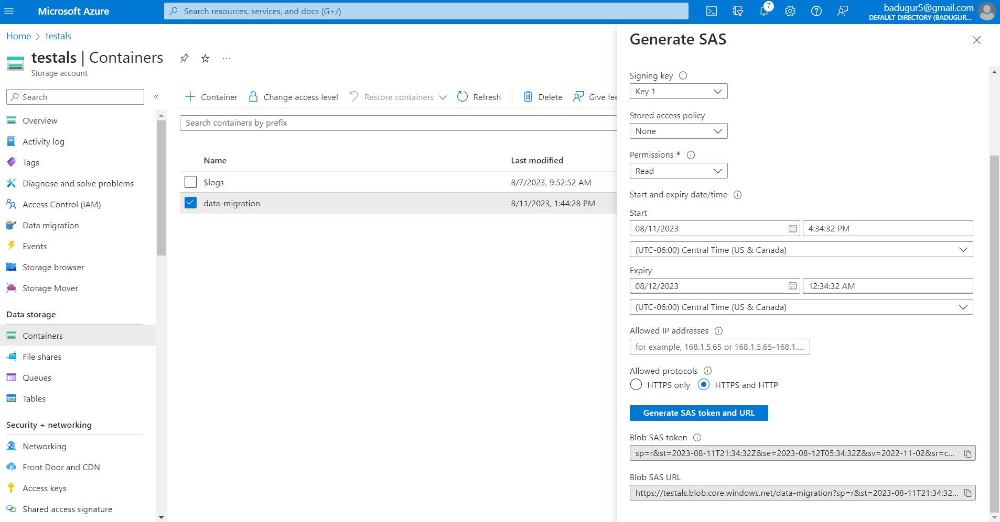 Microsoft Azure
Search resources, services, and docs (G+/)
7
badugur5@gmail.com
DEFAULT DIRECTORY (BADUGUR...
Home > testals
testals | Containers
...
Storage account
Search
«
Overview
Activity log
Tags
Diagnose and solve problems
Access Control (IAM)
Data migration
Events
Storage browser
Storage Mover
Data storage
Containers
File shares
Queues
Tables
Security + networking
Networking
Front Door and CDN
Access keys
Shared access signature
+ Container
Change access level
Restore containers
Refresh
Delete
Give fee
Search containers by prefix
Name Last modified
$logs 8/7/2023, 9:52:52 AM
data-migration 8/11/2023, 1:44:28 PM
Generate SAS
Signing key
Key 1
Stored access policy
None
Permissions *
Read
Start and expiry date/time
Start
08/11/2023 4:34:32 PM
(UTC-06:00) Central Time (US & Canada)
Expiry
08/12/2023 12:34:32 AM
(UTC-06:00) Central Time (US & Canada)
Allowed IP addresses
for example, 168.1.5.65 or 168.1.5.65-168.1....
Allowed protocols
HTTPS only HTTPS and HTTP
Generate SAS token and URL
Blob SAS token
sp=r&st=2023-08-11T21:34:32Z&se=2023-08-12T05:34:32Z&sv=2022-11-02&sr=c...
Blob SAS URL
https://testals.blob.core.windows.net/data-migration?sp=r&st=2023-08-11T21:34:32...